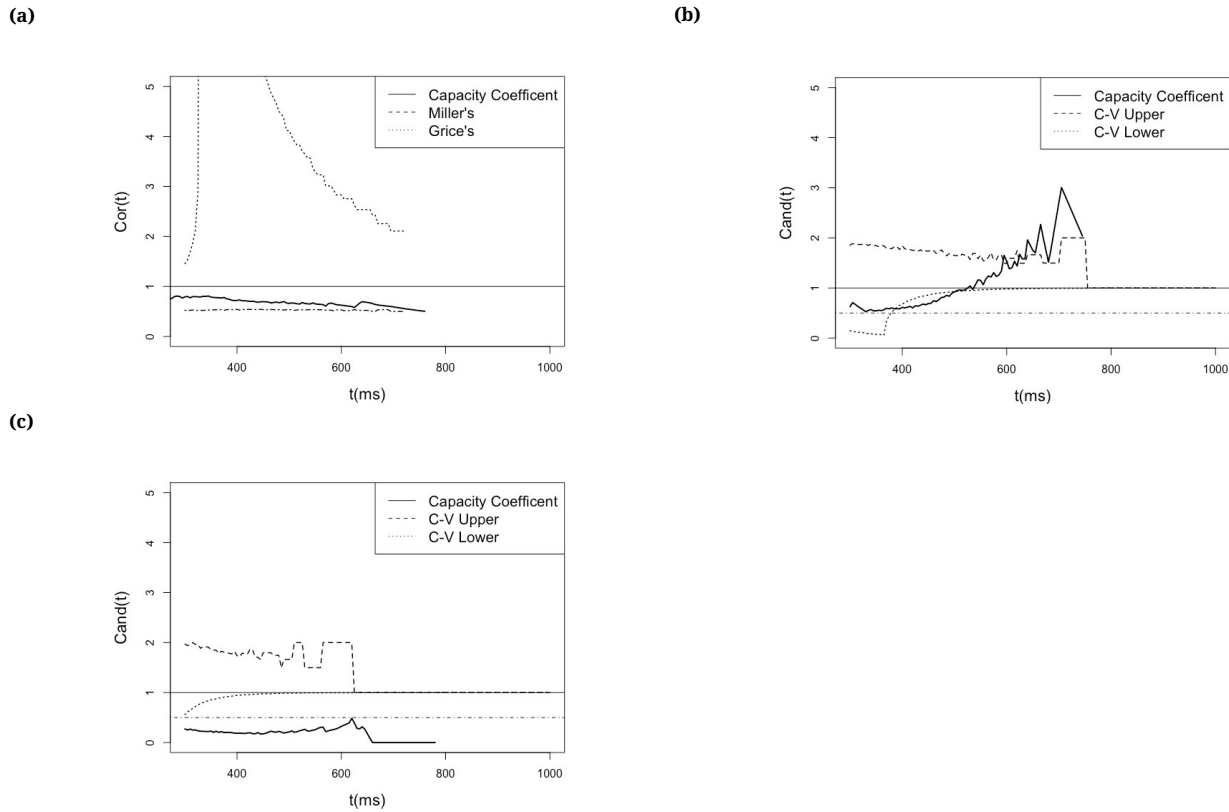 (a)
Capacity Coefficent
Miller's
Grice's
Cor(t)
5
4
3
2
1
0
400
600
800
1000
t(ms)
(b)
Capacity Coefficent
C-V Upper
C-V Lower
Cand(t)
5
4
3
2
1
0
400
600
800
1000
t(ms)
(c)
Capacity Coefficent
C-V Upper
C-V Lower
Cand(t)
5
4
3
2
1
0
400
600
800
1000
t(ms)